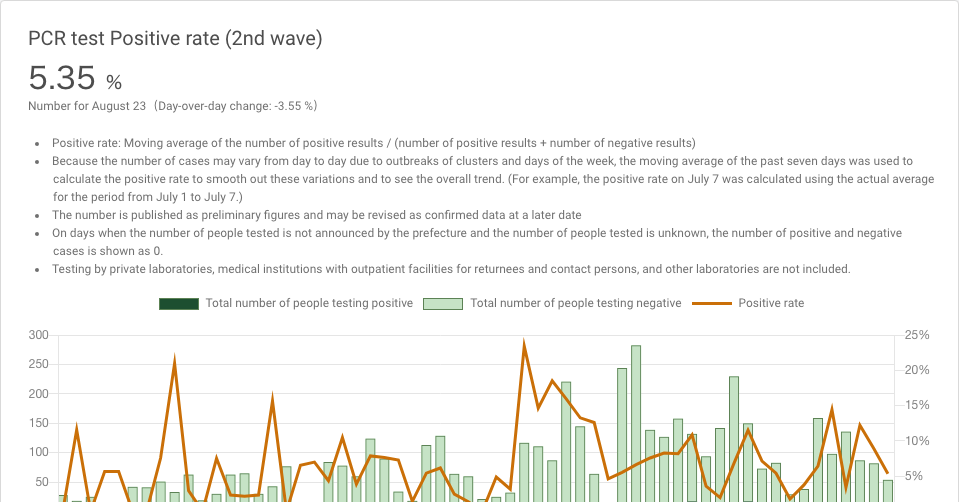 PCR test Positive rate (2nd wave)
5.35 %
Number for August 23 (Day-over-day change: -3.55 %)
• Positive rate: Moving average of the number of positive results / (number of positive results + number of negative results)
• Because the number of cases may vary from day to day due to outbreaks of clusters and days of the week, the moving average of the past seven days was used to
calculate the positive rate to smooth out these variations and to see the overall trend. (For example, the positive rate on July 7 was calculated using the actual average
for the period from July 1 to July 7.)
• The number is published as preliminary figures and may be revised as confirmed data at a later date
• On days when the number of people tested is not announced by the prefecture and the number of people tested is unknown, the number of positive and negative
cases is shown as 0.
• Testing by private laboratories, medical institutions with outpatient facilities for returnees and contact persons, and other laboratories are not included.
Total number of people testing positive Total number of people testing negative Positive rate
300 25%
250 20%
200 15%
150 10%
100 5%
50